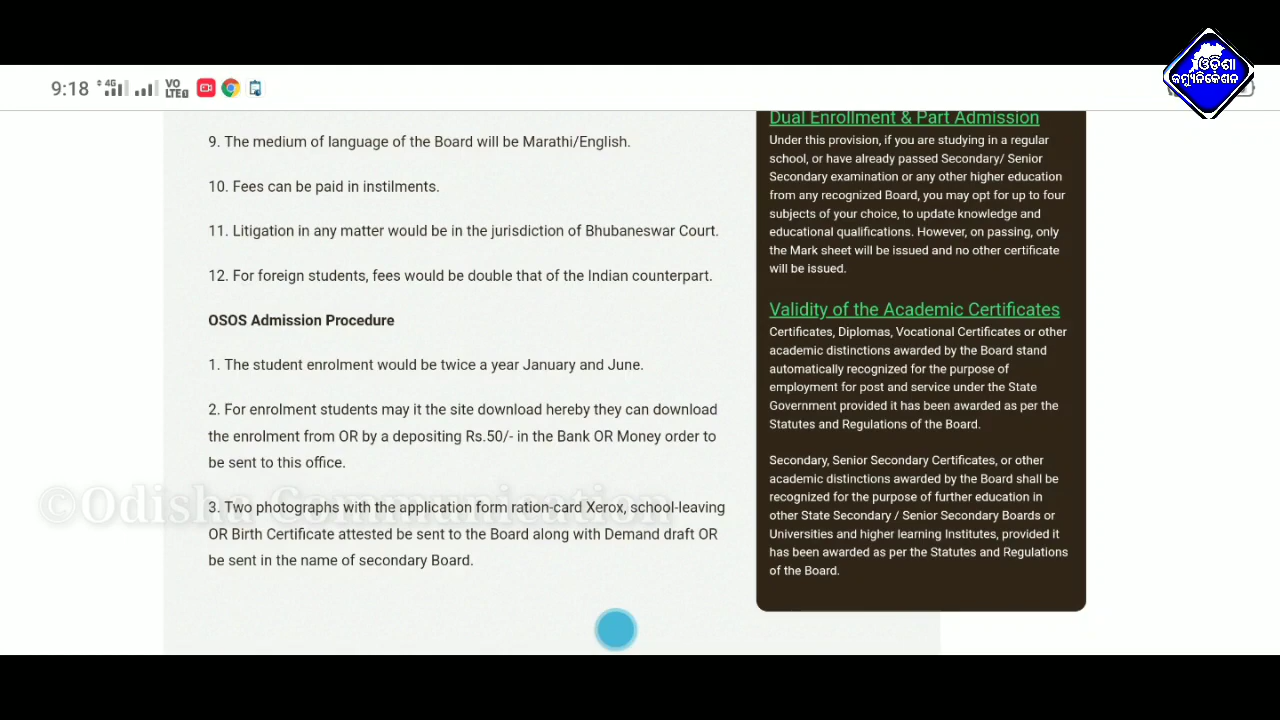 9:18
4G
VO
LTE
ଓଡ଼ିଶା
କମ୍ୟୁନିକେଶନ
9. The medium of language of the Board will be Marathi/English.
10. Fees can be paid in instilments.
11. Litigation in any matter would be in the jurisdiction of Bhubaneswar Court.
12. For foreign students, fees would be double that of the Indian counterpart.
OSOS Admission Procedure
1. The student enrolment would be twice a year January and June.
2. For enrolment students may it the site download hereby they can download
the enrolment from OR by a depositing Rs.50/- in the Bank OR Money order to
be sent to this office.
3. Two photographs with the application form ration-card Xerox, school-leaving
OR Birth Certificate attested be sent to the Board along with Demand draft OR
be sent in the name of secondary Board.
©Odisha Communication
Dual Enrollment & Part Admission
Under this provision, if you are studying in a regular
school, or have already passed Secondary/ Senior
Secondary examination or any other higher education
from any recognized Board, you may opt for up to four
subjects of your choice, to update knowledge and
educational qualifications. However, on passing, only
the Mark sheet will be issued and no other certificate
will be issued.
Validity of the Academic Certificates
Certificates, Diplomas, Vocational Certificates or other
academic distinctions awarded by the Board stand
automatically recognized for the purpose of
employment for post and service under the State
Government provided it has been awarded as per the
Statutes and Regulations of the Board.
Secondary, Senior Secondary Certificates, or other
academic distinctions awarded by the Board shall be
recognized for the purpose of further education in
other State Secondary / Senior Secondary Boards or
Universities and higher learning Institutes, provided it
has been awarded as per the Statutes and Regulations
of the Board.